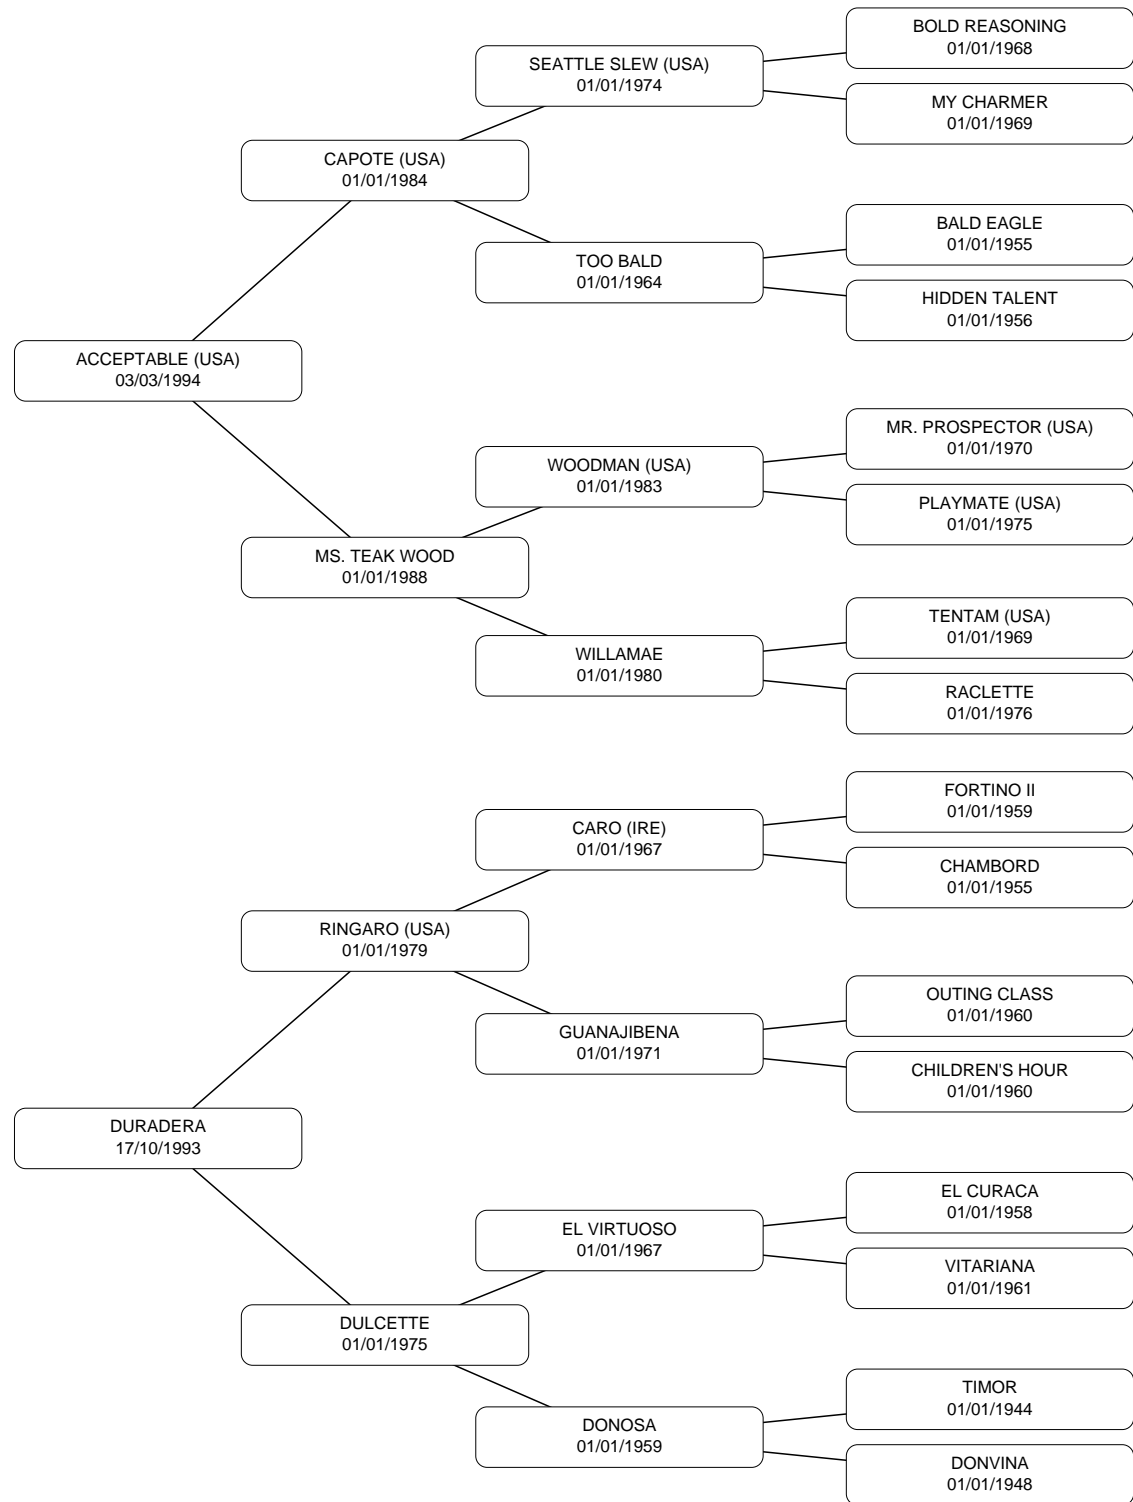 BOLD REASONING
01/01/1968
SEATTLE SLEW (USA)
01/01/1974
MY CHARMER
01/01/1969
CAPOTE (USA)
01/01/1984
BALD EAGLE
01/01/1955
TOO BALD
01/01/1964
HIDDEN TALENT
01/01/1956
ACCEPTABLE (USA)
03/03/1994
MR. PROSPECTOR (USA)
01/01/1970
WOODMAN (USA)
01/01/1983
PLAYMATE (USA)
01/01/1975
MS. TEAK WOOD
01/01/1988
TENTAM (USA)
01/01/1969
WILLAMAE
01/01/1980
RACLETTE
01/01/1976
FORTINO II
01/01/1959
CARO (IRE)
01/01/1967
CHAMBORD
01/01/1955
RINGARO (USA)
01/01/1979
OUTING CLASS
01/01/1960
GUANAJIBENA
01/01/1971
CHILDREN'S HOUR
01/01/1960
DURADERA
17/10/1993
EL CURACA
01/01/1958
EL VIRTUOSO
01/01/1967
VITARIANA
01/01/1961
DULCETTE
01/01/1975
TIMOR
01/01/1944
DONOSA
01/01/1959
DONVINA
01/01/1948